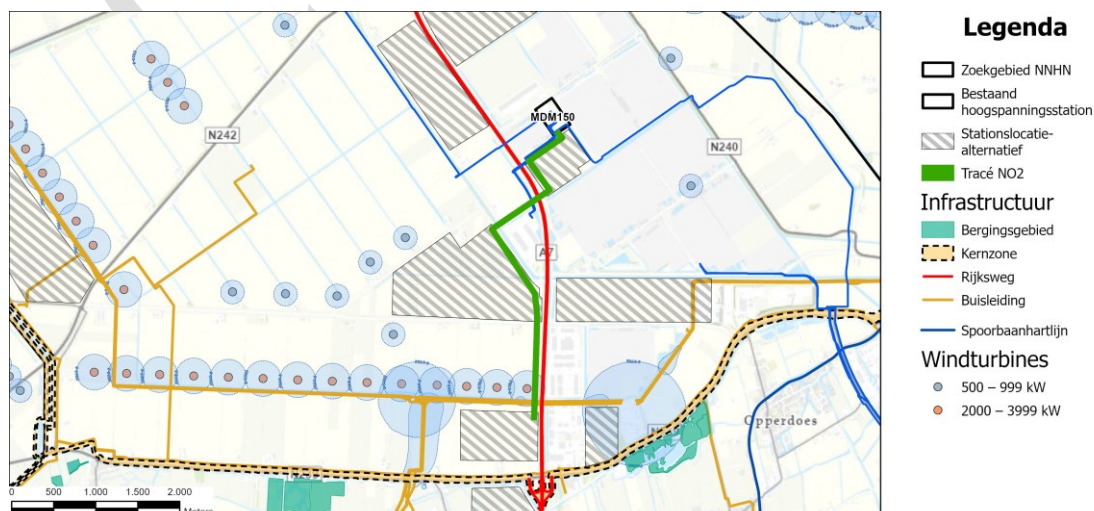 MDM150
N242
N240
A7
Opperdoes
0 500 1.000 1.500 2.000
Meters
Legenda
Zoekgebied NNHN
Bestaand
hoogspanningsstation
Stationslocatie-
alternatief
Tracé NO2
Infrastructuur
Bergingsgebied
Kernzone
Rijksweg
Buisleiding
Spoorbaanhartlijn
Windturbines
500 – 999 kW
2000 – 3999 kW